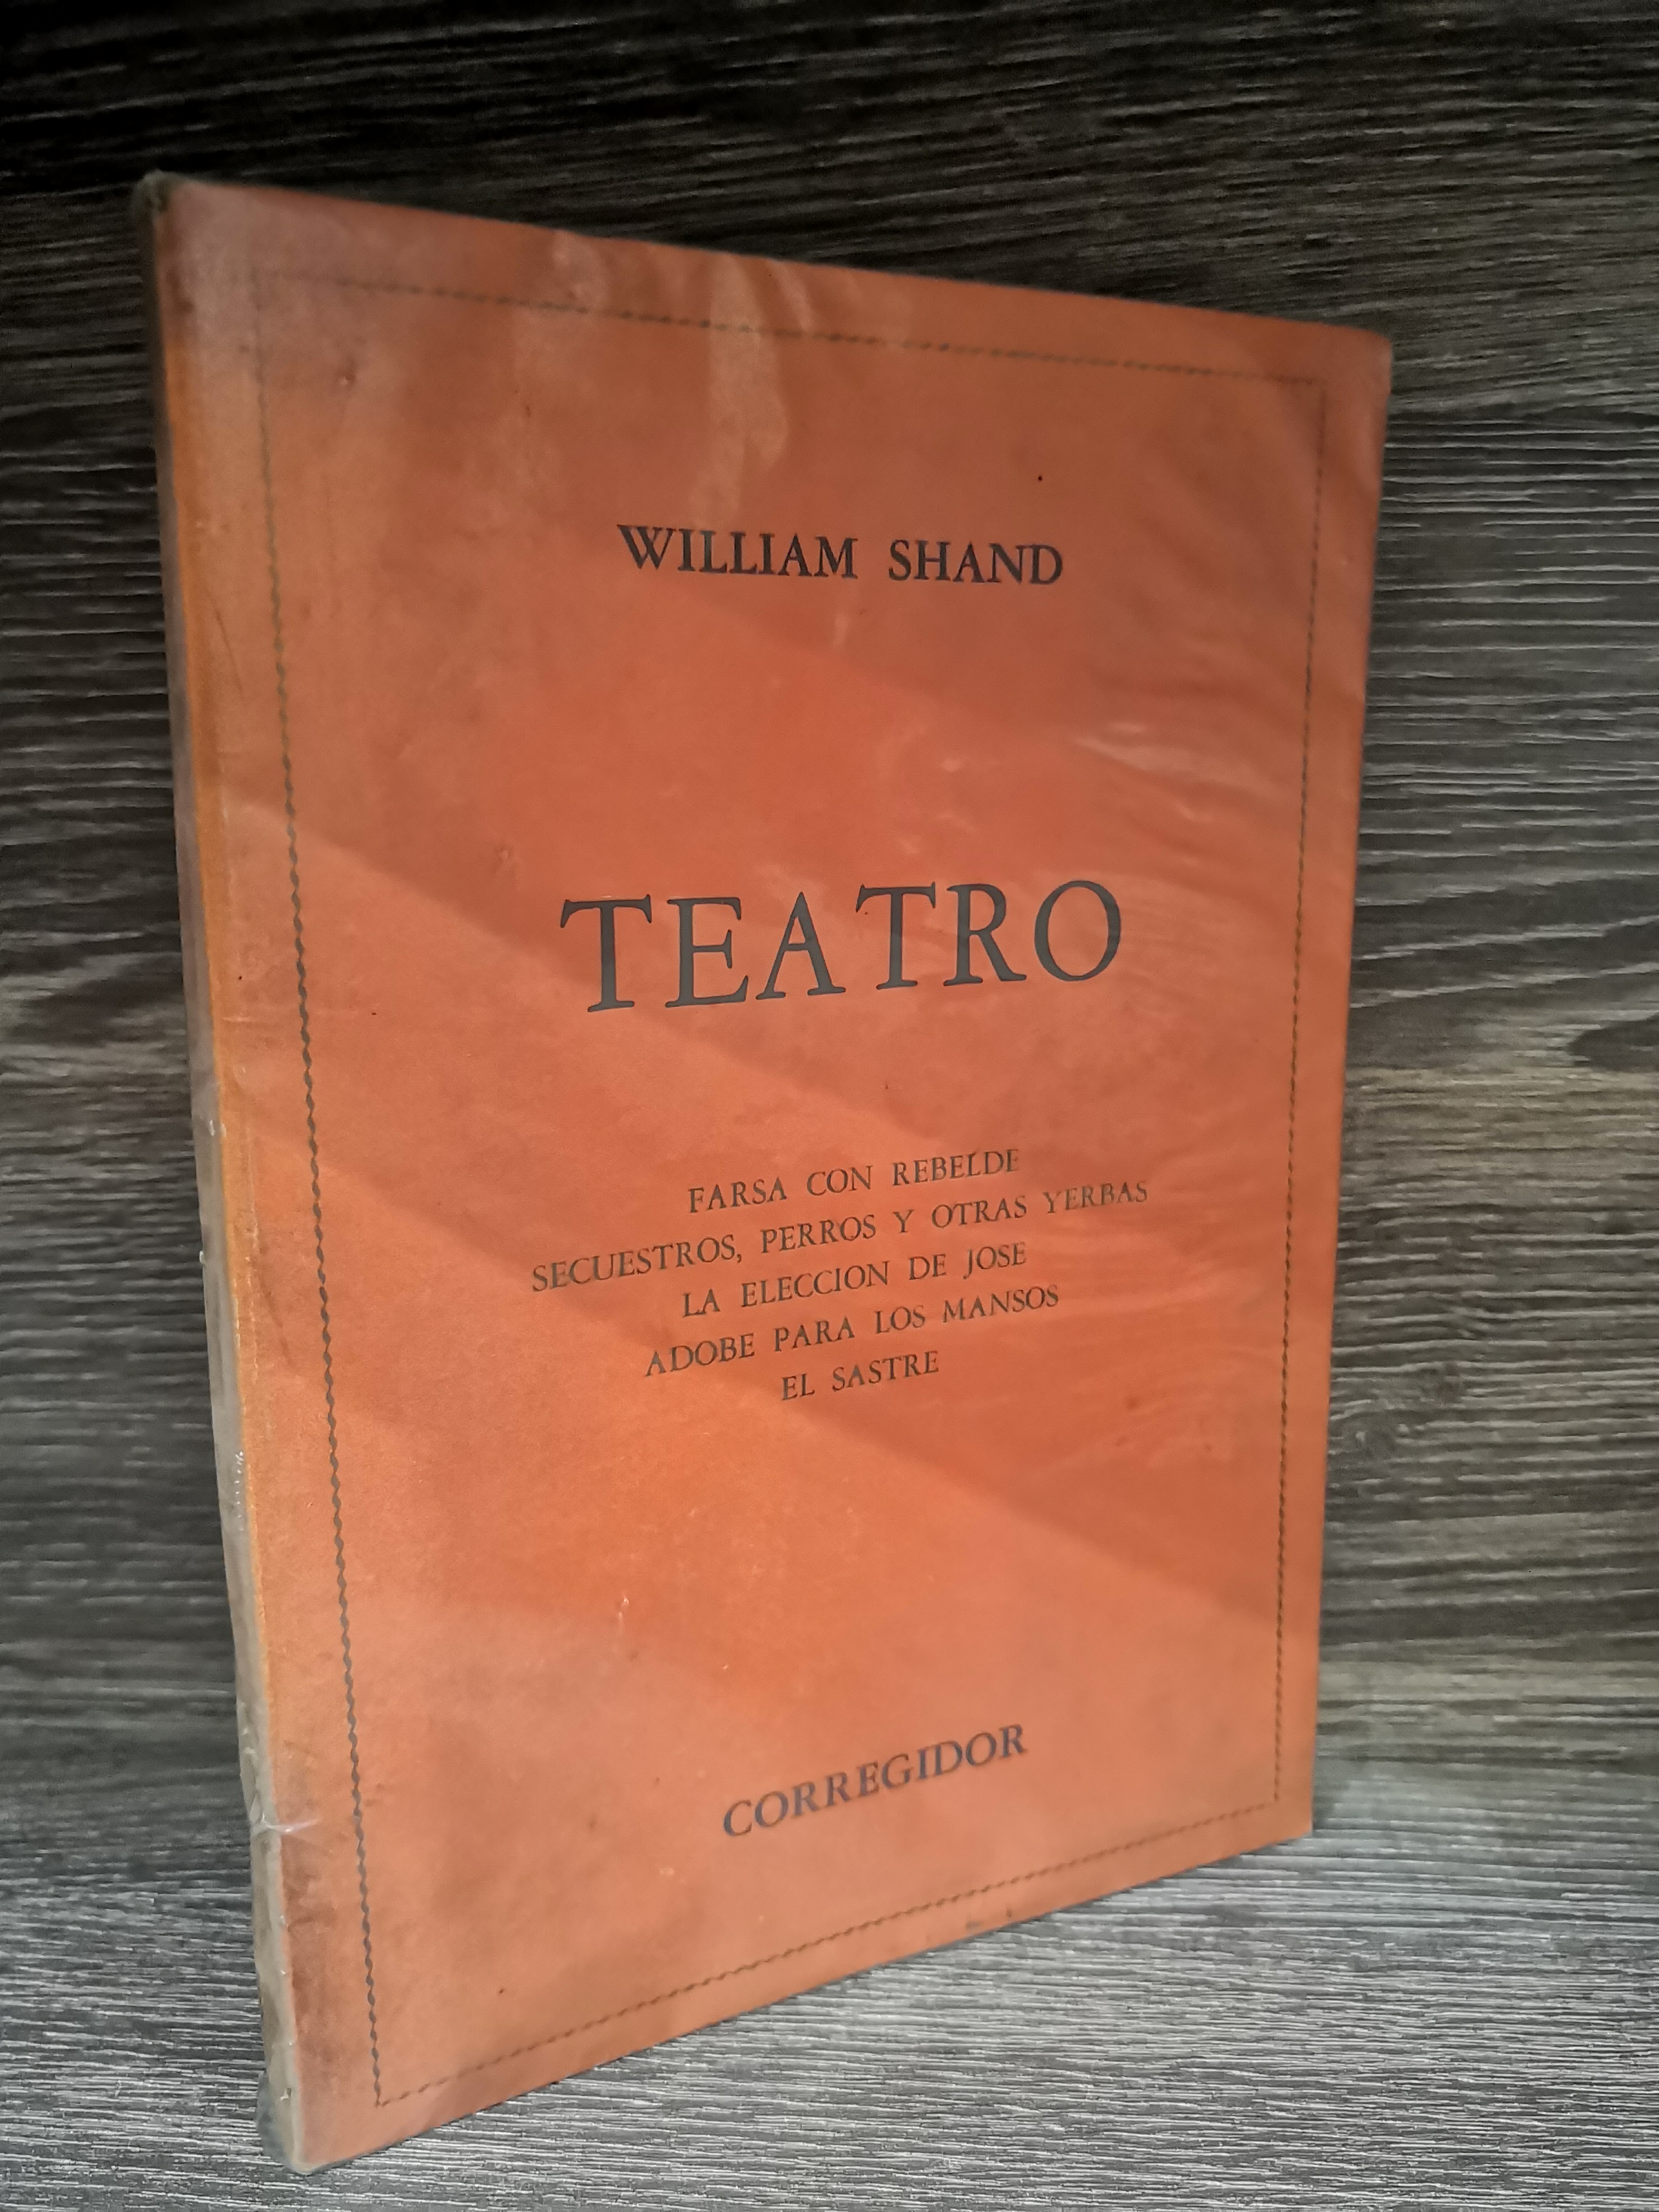 WILLIAM SHAND
TEATRO
FARSA CON REBELDE
SECUESTROS, PERROS Y OTRAS YERBAS
LA ELECCION DE JOSE
ADOBE PARA LOS MANSOS
EL SASTRE
CORREGIDOR